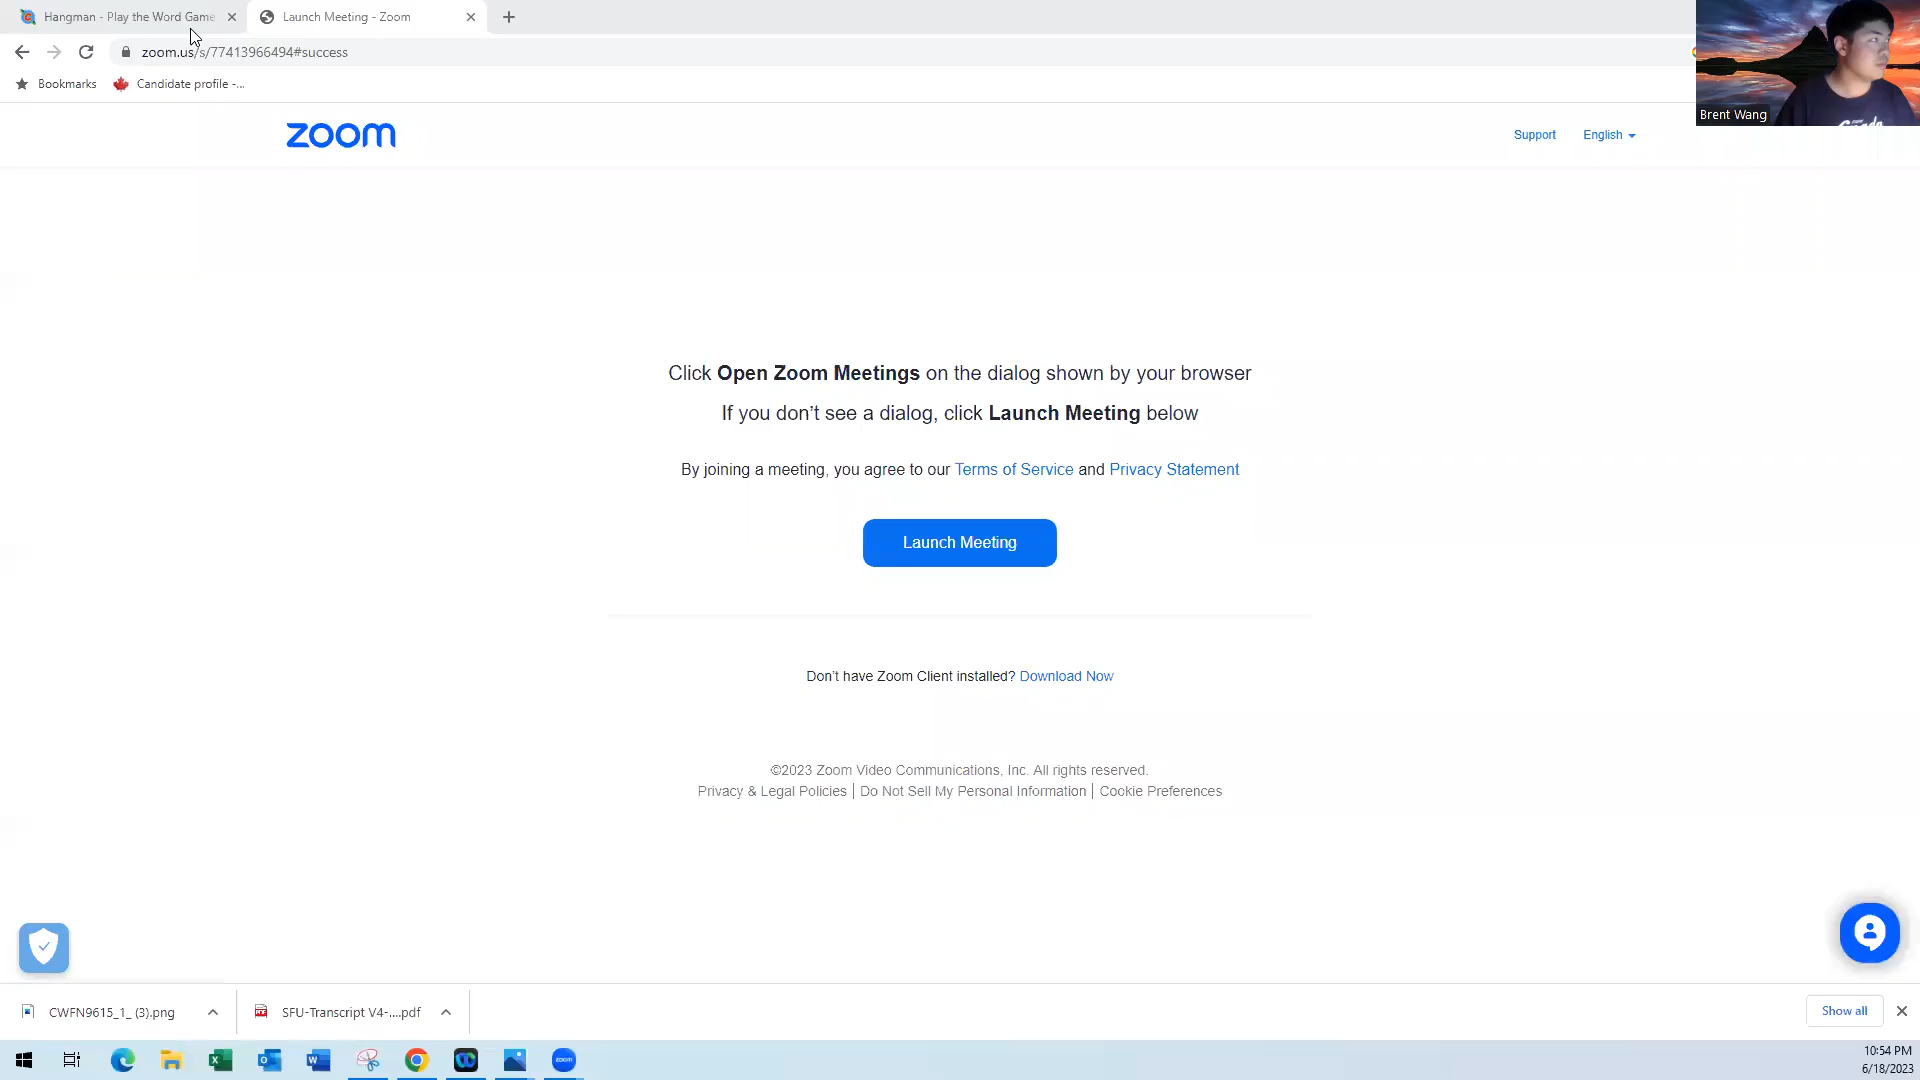 Hangman - Play the Word Game
Launch Meeting - Zoom
zoom.us/s/77413966494#success
Bookmarks
Candidate profile -...
Brent Wang
zoom
Support
English
Click Open Zoom Meetings on the dialog shown by your browser
If you don't see a dialog, click Launch Meeting below
By joining a meeting, you agree to our Terms of Service and Privacy Statement
Launch Meeting
Don't have Zoom Client installed? Download Now
©2023 Zoom Video Communications, Inc. All rights reserved.
Privacy & Legal Policies | Do Not Sell My Personal Information | Cookie Preferences
CWFN9615_1_ (3).png
SFU-Transcript V4-....pdf
Show all
zoom
10:54 PM
6/18/2023